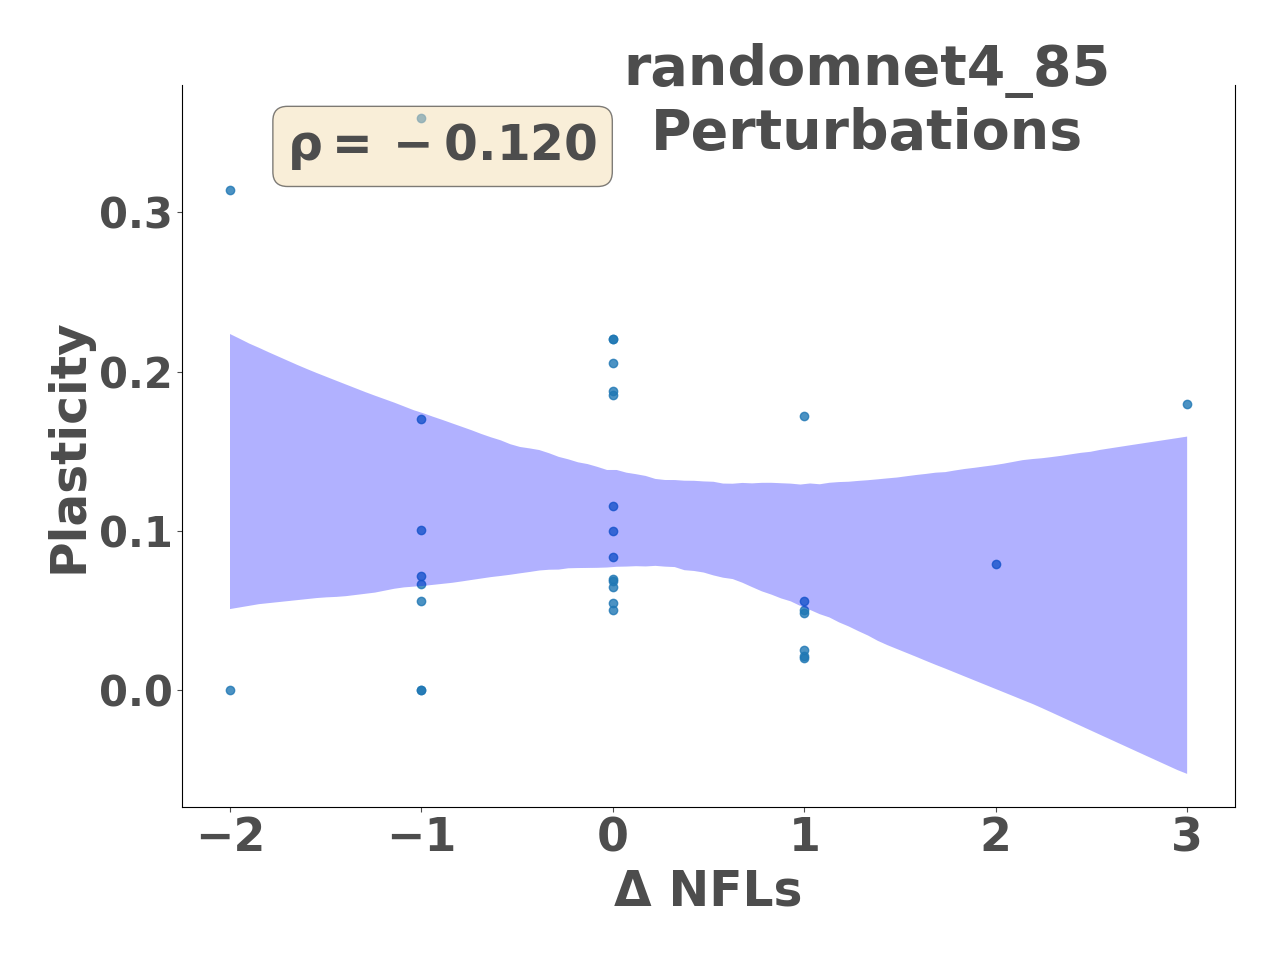 randomnet4_85
Perturbations
ρ = −0.120
Plasticity
0.3
0.2
0.1
0.0
−2 −1 0 1 2 3
Δ NFLs